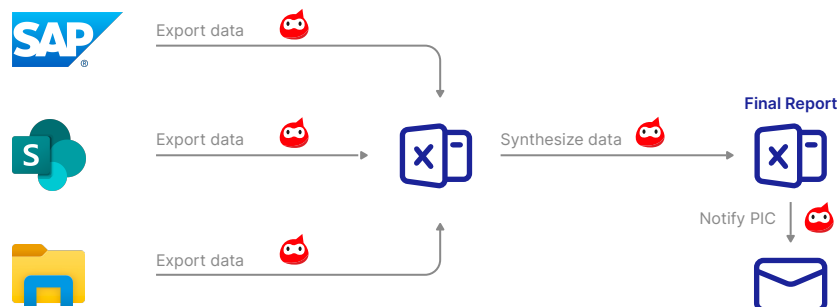 SAP®
Export data
S
Export data
Export data
X
Synthesize data
Final Report
X
Notify PIC